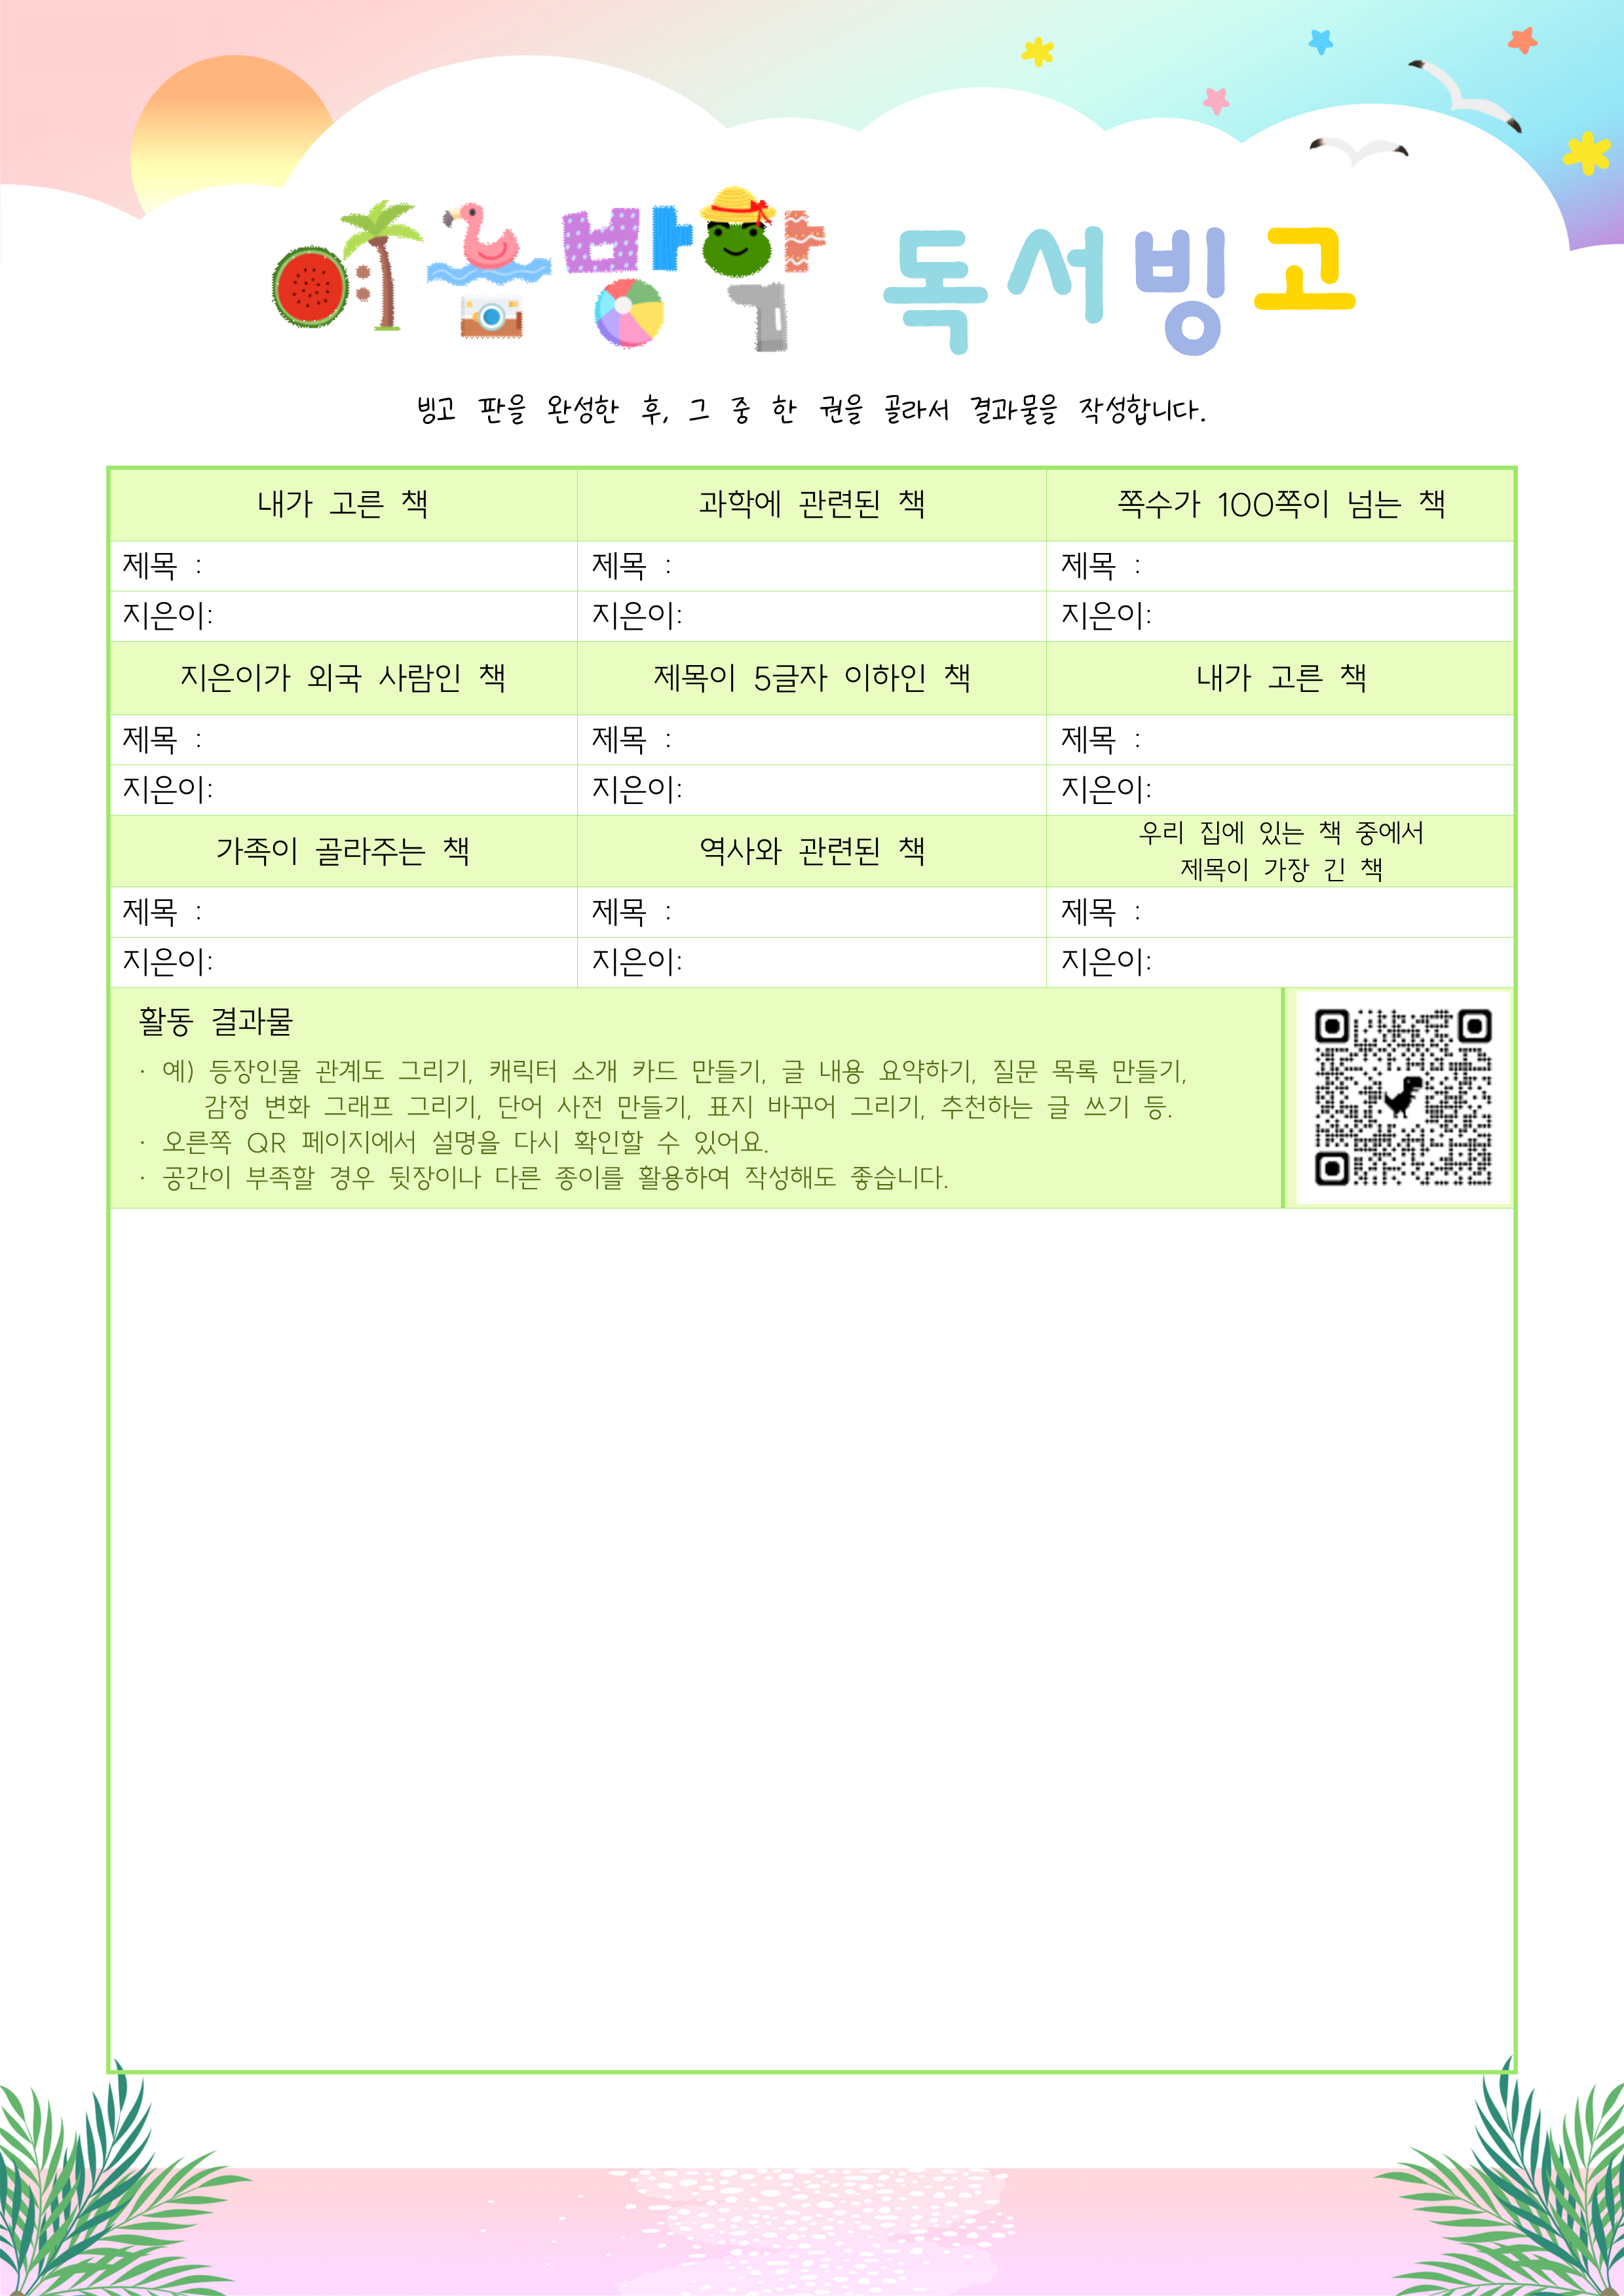 여름방학 독서빙고
빙고 판을 완성한 후, 그 중 한 권을 골라서 결과물을 작성합니다.
내가 고른 책 과학에 관련된 책 쪽수가 100쪽이 넘는 책
제목 : 제목 : 제목 :
지은이: 지은이: 지은이:
지은이가 외국 사람인 책 제목이 5글자 이하인 책 내가 고른 책
제목 : 제목 : 제목 :
지은이: 지은이: 지은이:
가족이 골라주는 책 역사와 관련된 책 우리 집에 있는 책 중에서
제목이 가장 긴 책
제목 : 제목 : 제목 :
지은이: 지은이: 지은이:
활동 결과물
· 예) 등장인물 관계도 그리기, 캐릭터 소개 카드 만들기, 글 내용 요약하기, 질문 목록 만들기,
감정 변화 그래프 그리기, 단어 사전 만들기, 표지 바꾸어 그리기, 추천하는 글 쓰기 등.
· 오른쪽 QR 페이지에서 설명을 다시 확인할 수 있어요.
· 공간이 부족할 경우 뒷장이나 다른 종이를 활용하여 작성해도 좋습니다.